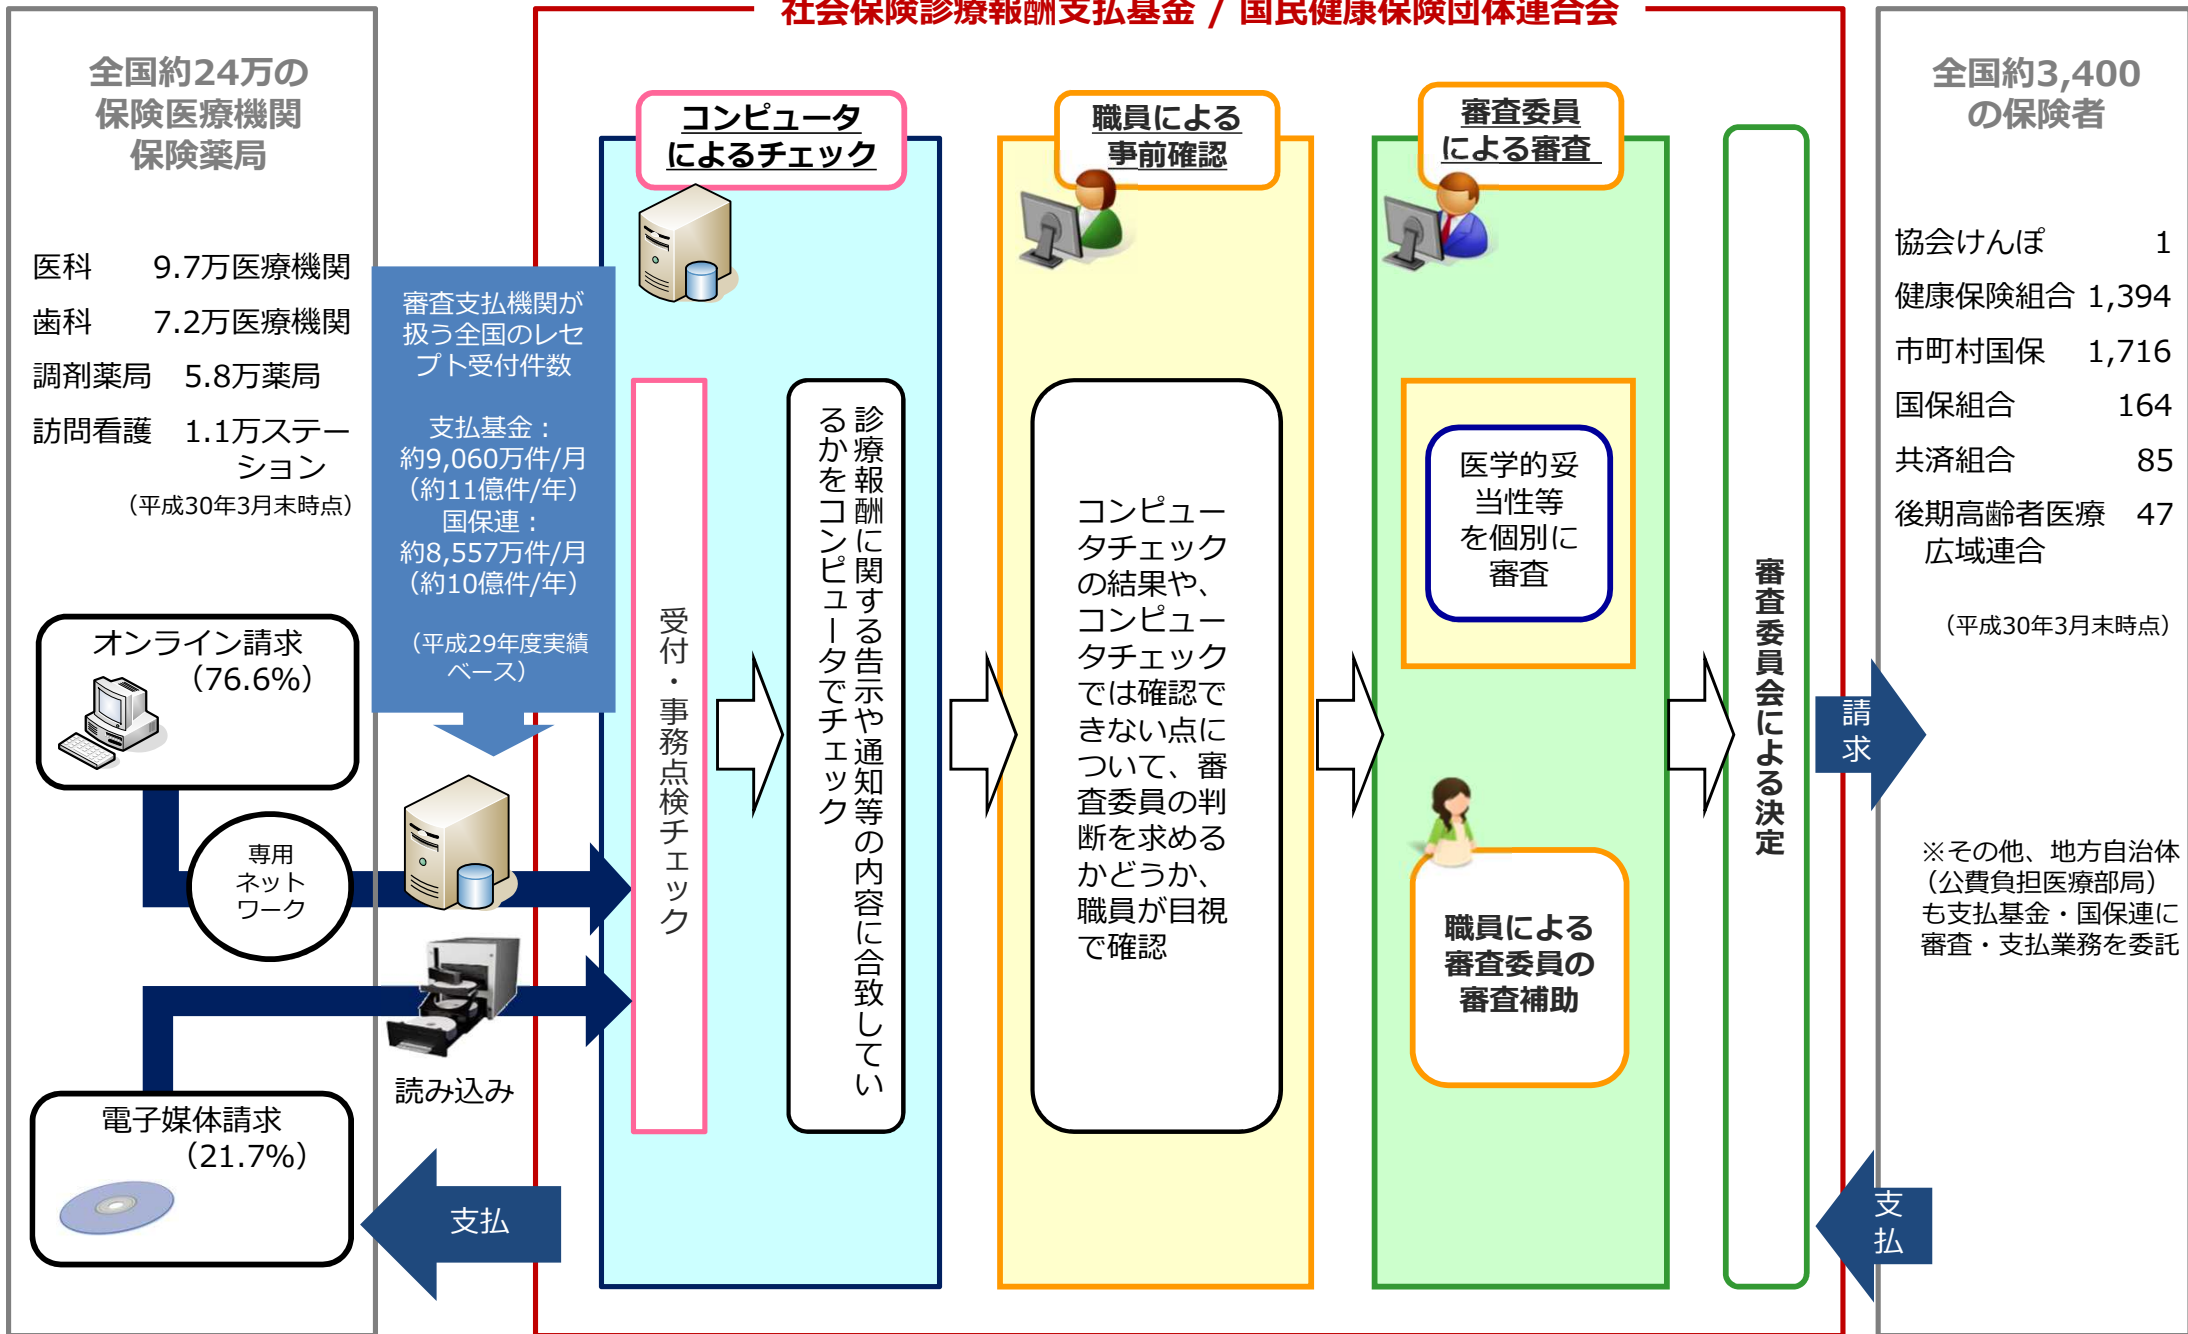 社会保険診療報酬支払基金 / 国民健康保険団体連合会
全国約24万の
保険医療機関
保険薬局
医科 9.7万医療機関
歯科 7.2万医療機関
調剤薬局 5.8万薬局
訪問看護 1.1万ステー
ション
（平成30年3月末時点）
審査支払機関が
扱う全国のレセ
プト受付件数
支払基金：
約9,060万件/月
（約11億件/年）
国保連：
約8,557万件/月
（約10億件/年）
（平成29年度実績
ベース）
オンライン請求
（76.6%）
専用
ネット
ワーク
読み込み
電子媒体請求
（21.7%）
支払
コンピュータ
によるチェック
受付・事務点検チェック
診療報酬に関する告示や通知等の内容に合致してい
るかをコンピュータでチェック
職員による
事前確認
コンピュー
タチェック
の結果や、
コンピュー
タチェック
では確認で
きない点に
ついて、審
査委員の判
断を求める
かどうか、
職員が目視
で確認
審査委員
による審査
医学的妥
当性等
を個別に
審査
職員による
審査委員の
審査補助
審査委員会による決定
請
求
支
払
全国約3,400
の保険者
協会けんぽ 1
健康保険組合 1,394
市町村国保 1,716
国保組合 164
共済組合 85
後期高齢者医療 47
広域連合
（平成30年3月末時点）
※その他、地方自治体
（公費負担医療部局）
も支払基金・国保連に
審査・支払業務を委託